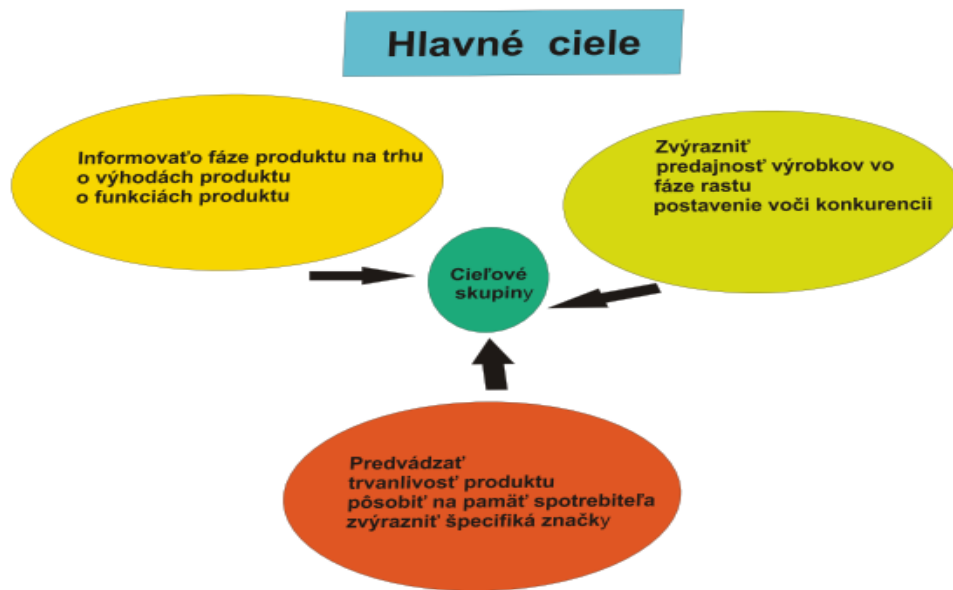 Hlavné ciele
Informovaťo fáze produktu na trhu
o výhodách produktu
o funkciách produktu
Zvýrazniť
predajnosť výrobkov vo
fáze rastu
postavenie voči konkurencii
Cieľové
skupiny
Predvádzať
trvanlivosť produktu
pôsobiť na pamäť spotrebiteľa
zvýrazniť špecifiká značky